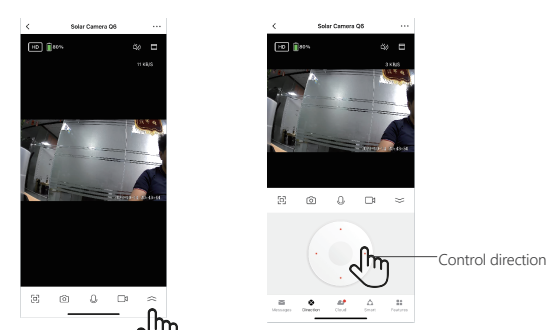 Solar Camera Q6
HD 80%
11 KB/S
Solar Camera Q6
HD 80%
3 KB/S
Control direction
Messages
Direction
Cloud
Smart
Features